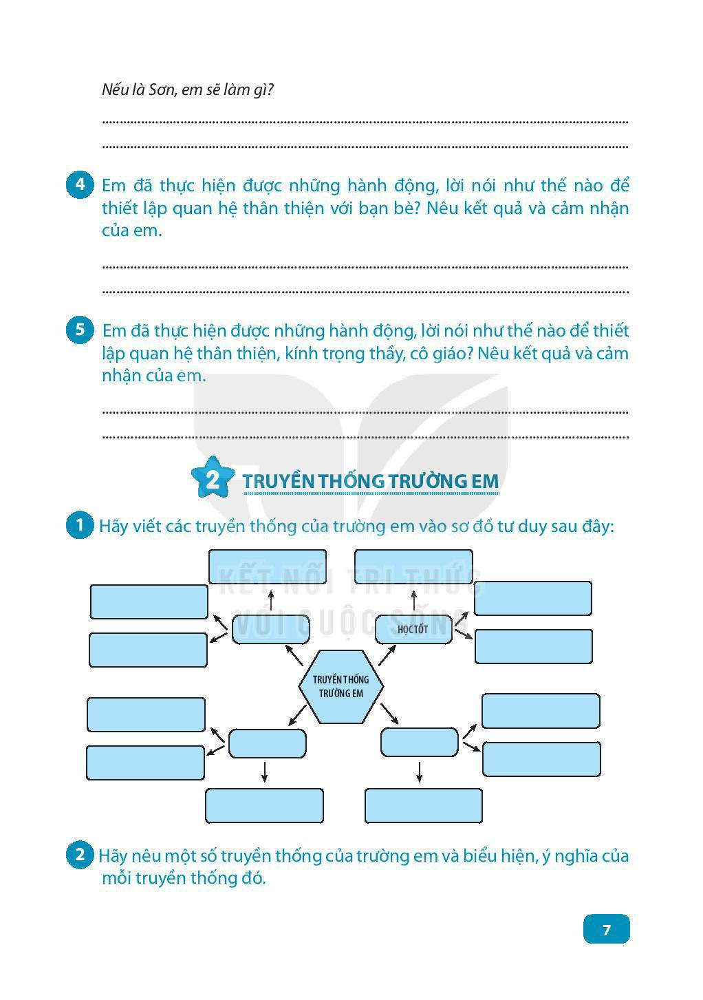 Nếu là Sơn, em sẽ làm gì?
4 Em đã thực hiện được những hành động, lời nói như thế nào để
thiết lập quan hệ thân thiện với bạn bè? Nêu kết quả và cảm nhận
của em.
5 Em đã thực hiện được những hành động, lời nói như thế nào để thiết
lập quan hệ thân thiện, kính trọng thầy, cô giáo? Nêu kết quả và cảm
nhận của em.
2 TRUYỀN THỐNG TRƯỜNG EM
1 Hãy viết các truyền thống của trường em vào sơ đồ tư duy sau đây:
KẾT NỐI TRI THỨC
VỚI CUỘC SỐNG
HỌC TỐT
TRUYỀN THỐNG
TRƯỜNG EM
2 Hãy nêu một số truyền thống của trường em và biểu hiện, ý nghĩa của
mỗi truyền thống đó.
7